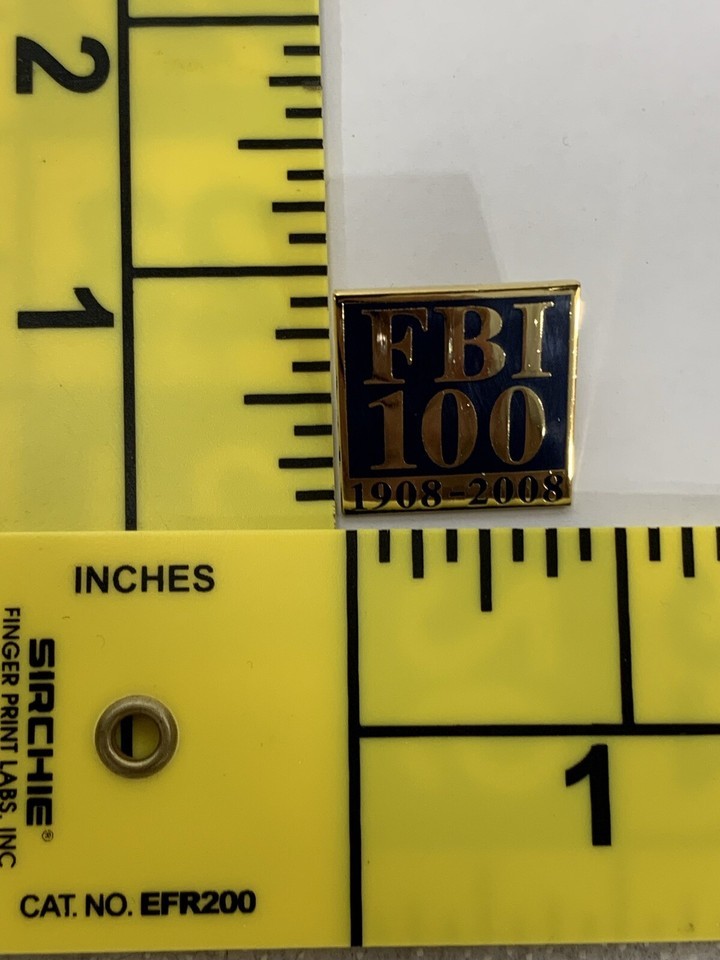 2
1
FBI
100
1908-2008
INCHES
SIRCHIE®
FINGER PRINT LABS, INC
1
CAT. NO. EFR200